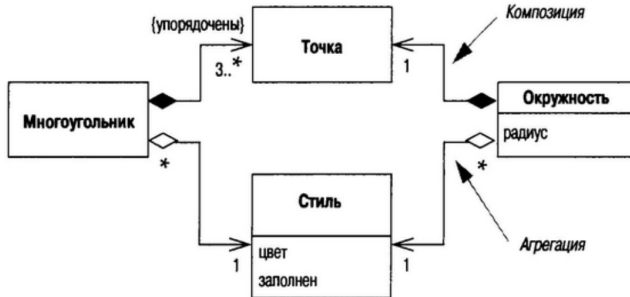 {упорядочены}
Композиция
Точка
3..*
1
Многоугольник
Окружность
радиус
*
*
Стиль
цвет
заполнен
1
1
Агрегация